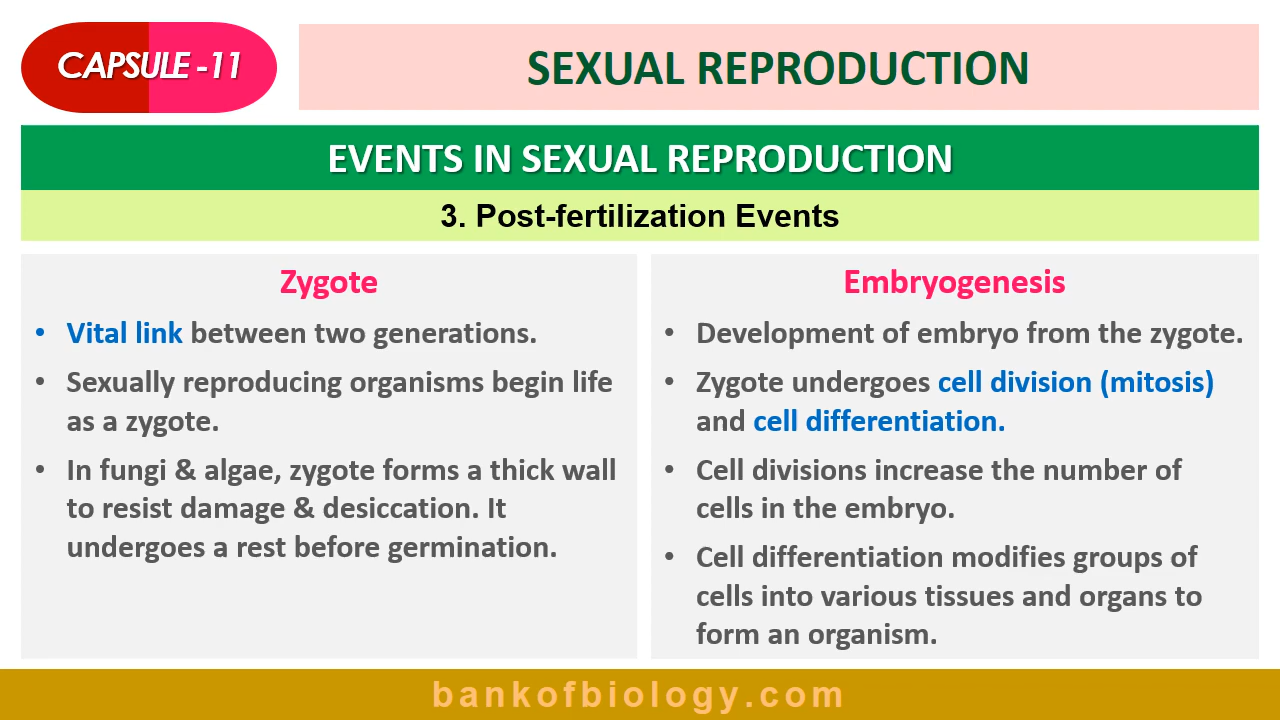 CAPSULE -11
SEXUAL REPRODUCTION
EVENTS IN SEXUAL REPRODUCTION
3. Post-fertilization Events
Zygote
• Vital link between two generations.
• Sexually reproducing organisms begin life
as a zygote.
• In fungi & algae, zygote forms a thick wall
to resist damage & desiccation. It
undergoes a rest before germination.
Embryogenesis
• Development of embryo from the zygote.
• Zygote undergoes cell division (mitosis)
and cell differentiation.
• Cell divisions increase the number of
cells in the embryo.
• Cell differentiation modifies groups of
cells into various tissues and organs to
form an organism.
bankofbiology.com